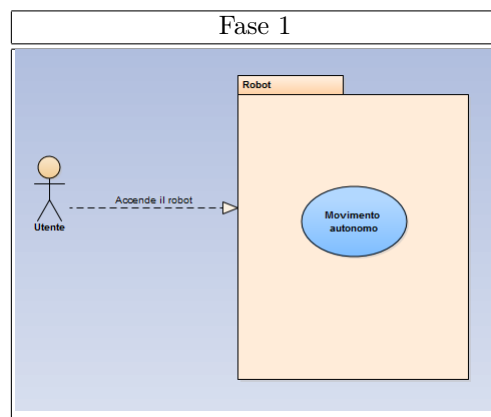 Fase 1
Robot
Accende il robot
Utente
Movimento
autonomo